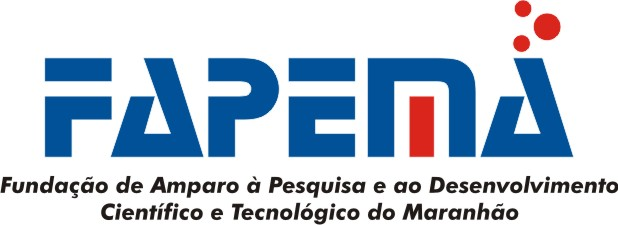 FAPEMA
Fundação de Amparo à Pesquisa e ao Desenvolvimento
Científico e Tecnológico do Maranhão